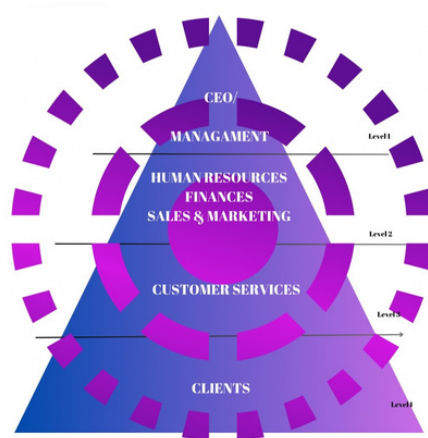 CEO/
MANAGAMENT
Level 1
HUMAN RESOURCES
FINANCES
SALES & MARKETING
Level 2
CUSTOMER SERVICES
Level 3
CLIENTS
Level 4